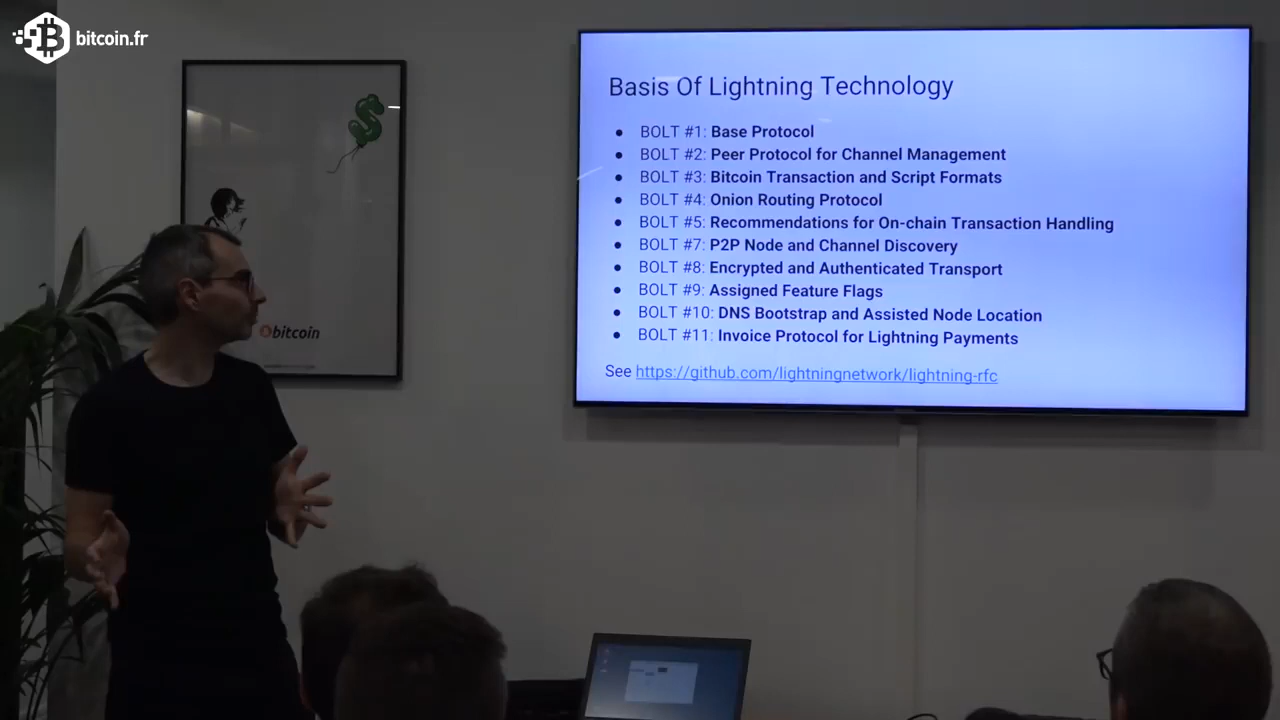 bitcoin.fr
Basis Of Lightning Technology
● BOLT #1: Base Protocol
● BOLT #2: Peer Protocol for Channel Management
● BOLT #3: Bitcoin Transaction and Script Formats
● BOLT #4: Onion Routing Protocol
● BOLT #5: Recommendations for On-chain Transaction Handling
● BOLT #7: P2P Node and Channel Discovery
● BOLT #8: Encrypted and Authenticated Transport
● BOLT #9: Assigned Feature Flags
● BOLT #10: DNS Bootstrap and Assisted Node Location
● BOLT #11: Invoice Protocol for Lightning Payments
See https://github.com/lightningnetwork/lightning-rfc
bitcoin